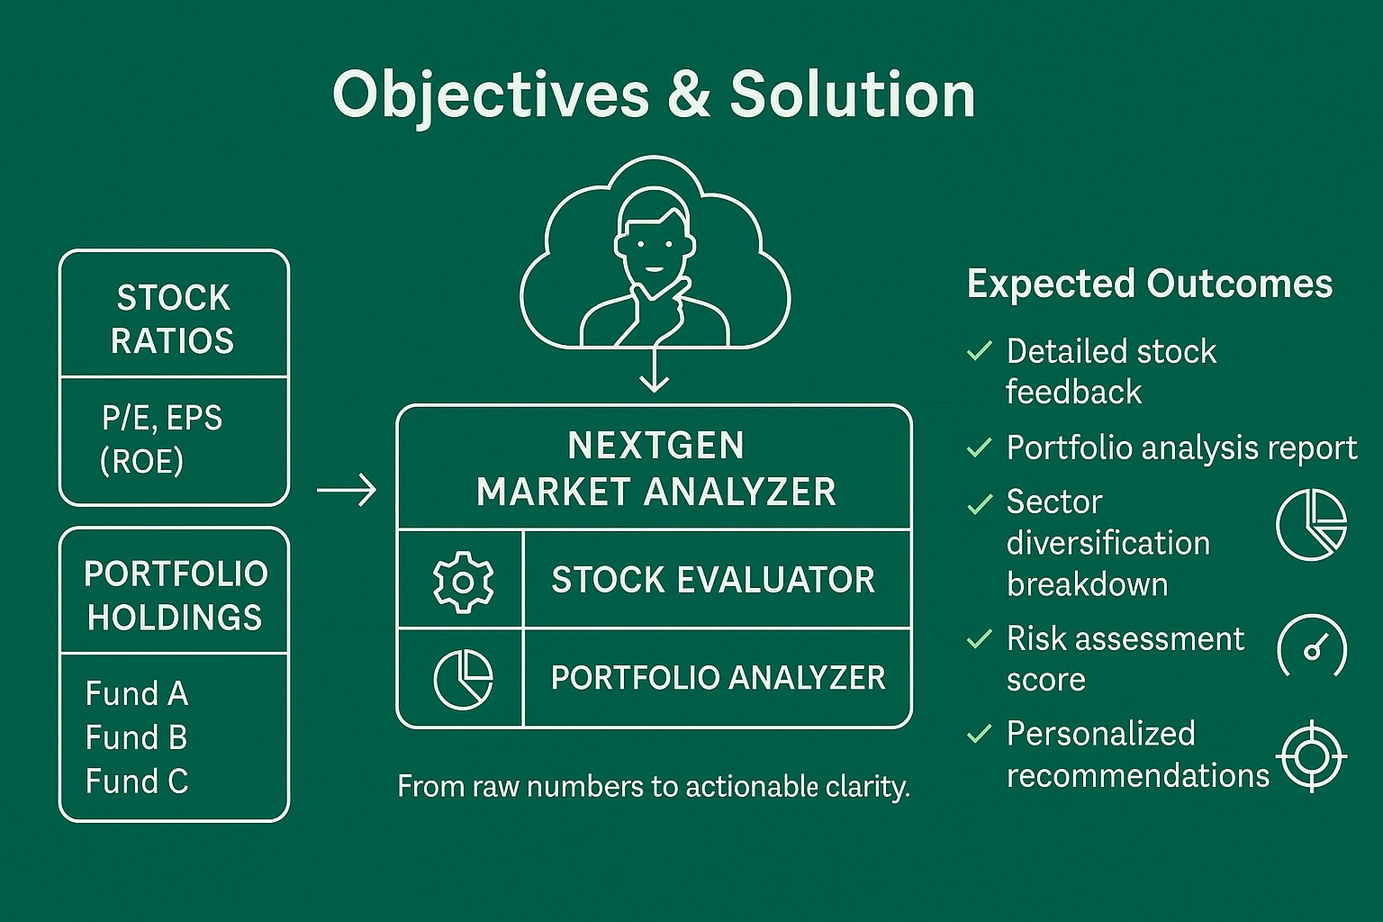 Objectives & Solution
STOCK
RATIOS
P/E, EPS
(ROE)
PORTFOLIO
HOLDINGS
Fund A
Fund B
Fund C
NEXTGEN
MARKET ANALYZER
STOCK EVALUATOR
PORTFOLIO ANALYZER
From raw numbers to actionable clarity.
Expected Outcomes
Detailed stock
feedback
Portfolio analysis report
Sector
diversification
breakdown
Risk assessment
score
Personalized
recommendations